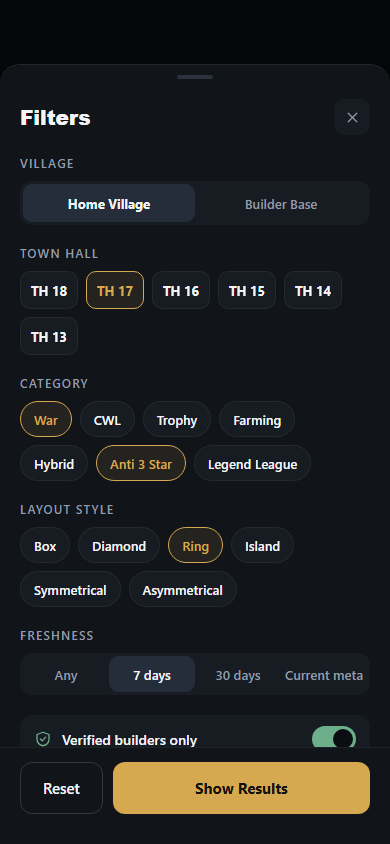 Filters
VILLAGE
Home Village Builder Base
TOWN HALL
TH 18 TH 17 TH 16 TH 15 TH 14
TH 13
CATEGORY
War CWL Trophy Farming
Hybrid Anti 3 Star Legend League
LAYOUT STYLE
Box Diamond Ring Island
Symmetrical Asymmetrical
FRESHNESS
Any 7 days 30 days Current meta
Verified builders only
Reset Show Results